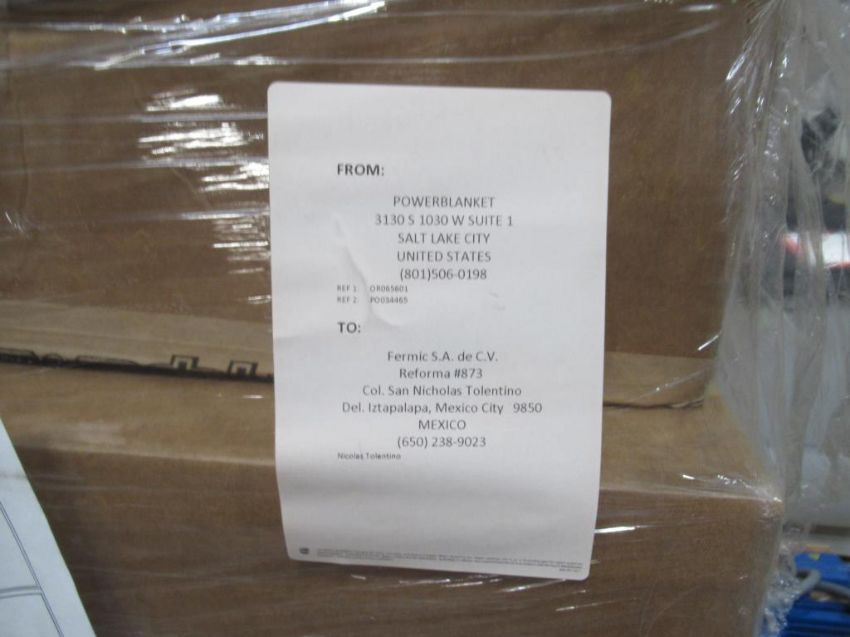 FROM:
POWERBLANKET
3130 S 1030 W SUITE 1
SALT LAKE CITY
UNITED STATES
(801)506-0198
REF 1: OR065601
REF 2: PO034465
TO:
Fermic S.A. de C.V.
Reforma #873
Col. San Nicholas Tolentino
Del. Iztapalapa, Mexico City 9850
MEXICO
(650) 238-9023
Nicolas Tolentino